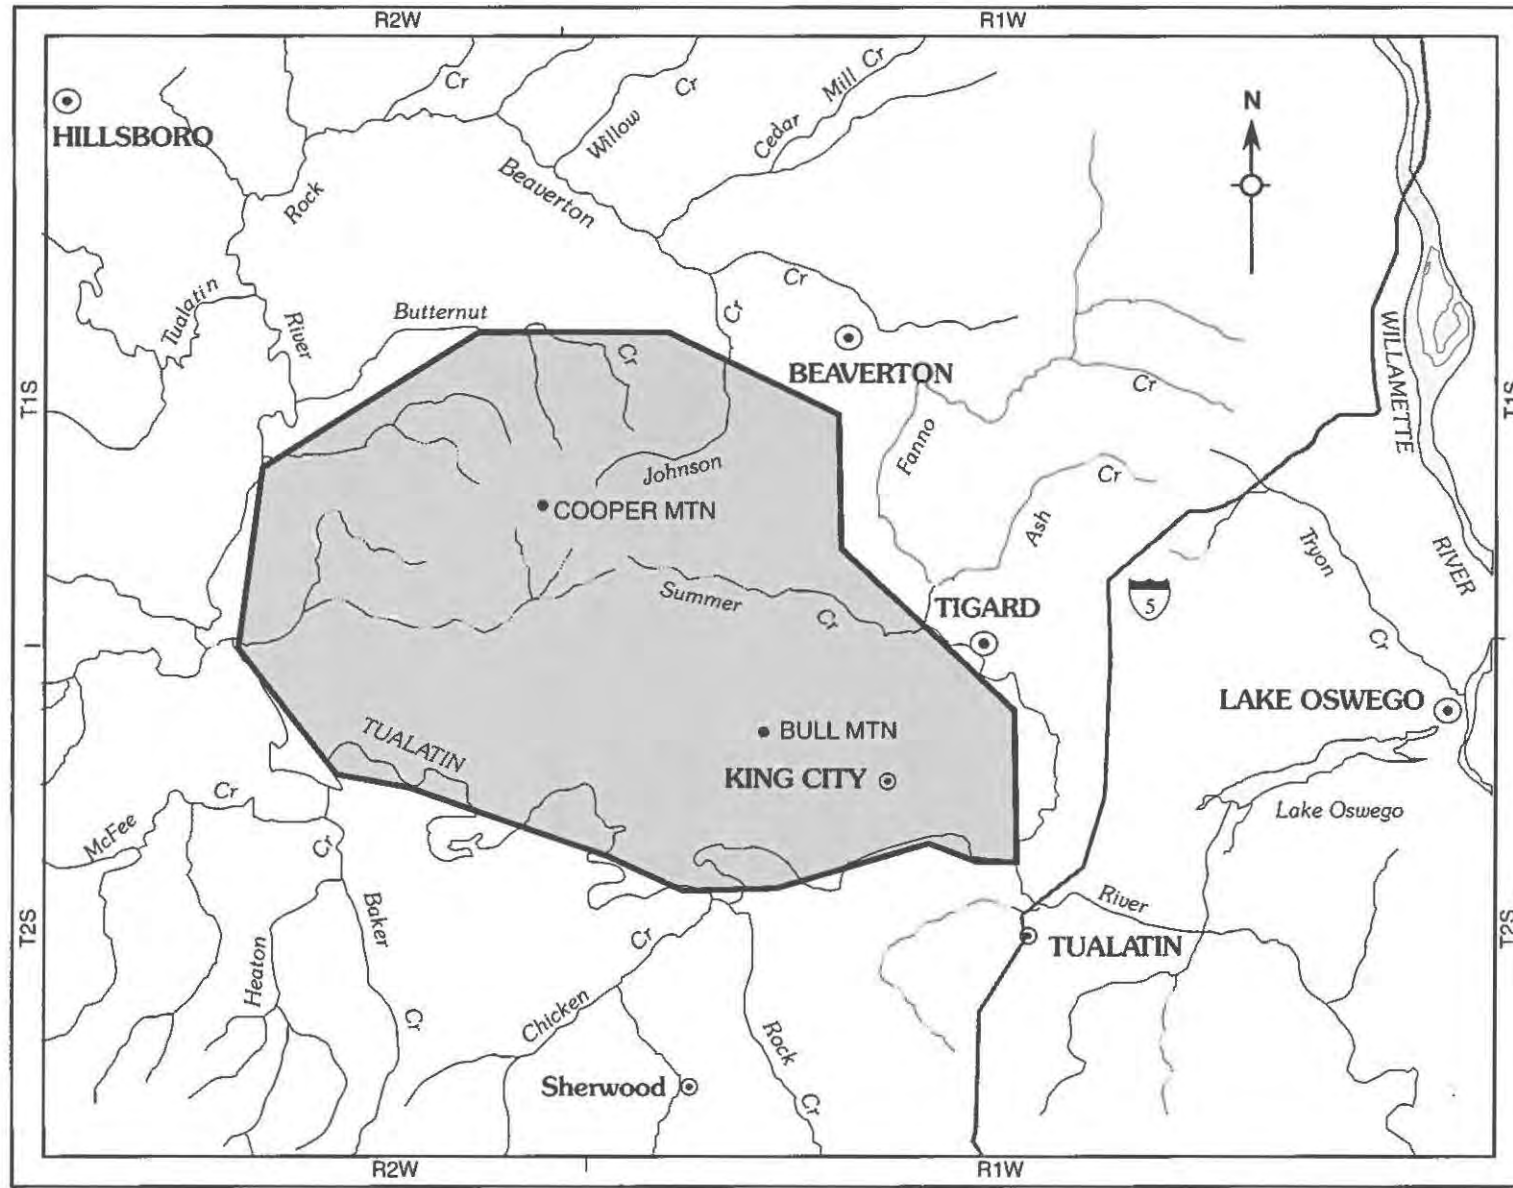 R2W
R1W
Cr
Cr
Mill Cr
Cedar
Willow
N
HILLSBORO
Beaverton
Rock
Cr
Tualatin
River
Butternut
Cr
Cr
BEAVERTON
Cr
WILLAMETTE
T1S
T1S
Fanno
Johnson
Cr
COOPER MTN
Ash
Tryon
RIVER
Summer
Cr
TIGARD
5
Cr
LAKE OSWEGO
TUALATIN
BULL MTN
KING CITY
Cr
McFee
Cr
Lake Oswego
Baker
River
T2S
T2S
Cr
TUALATIN
Heaton
Chicken
Cr
Rock
Sherwood
Cr
R2W
R1W